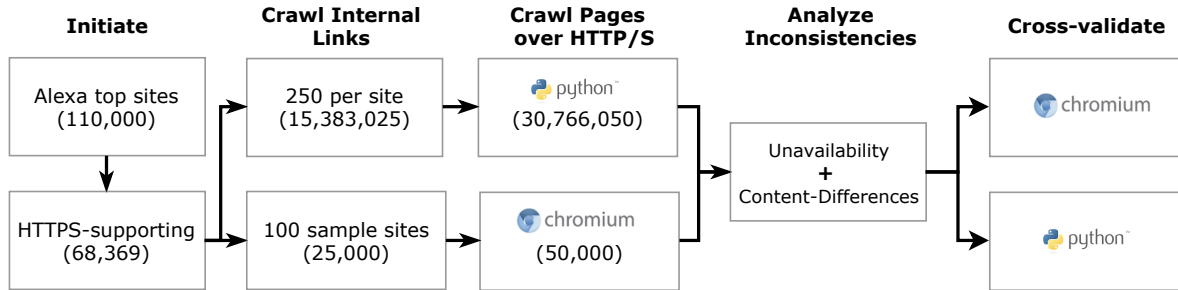 Initiate
Crawl Internal
Links
Crawl Pages
over HTTP/S
Analyze
Inconsistencies
Cross-validate
Alexa top sites
(110,000)
250 per site
(15,383,025)
python™
(30,766,050)
Unavailability
+
Content-Differences
chromium
HTTPS-supporting
(68,369)
100 sample sites
(25,000)
chromium
(50,000)
python™